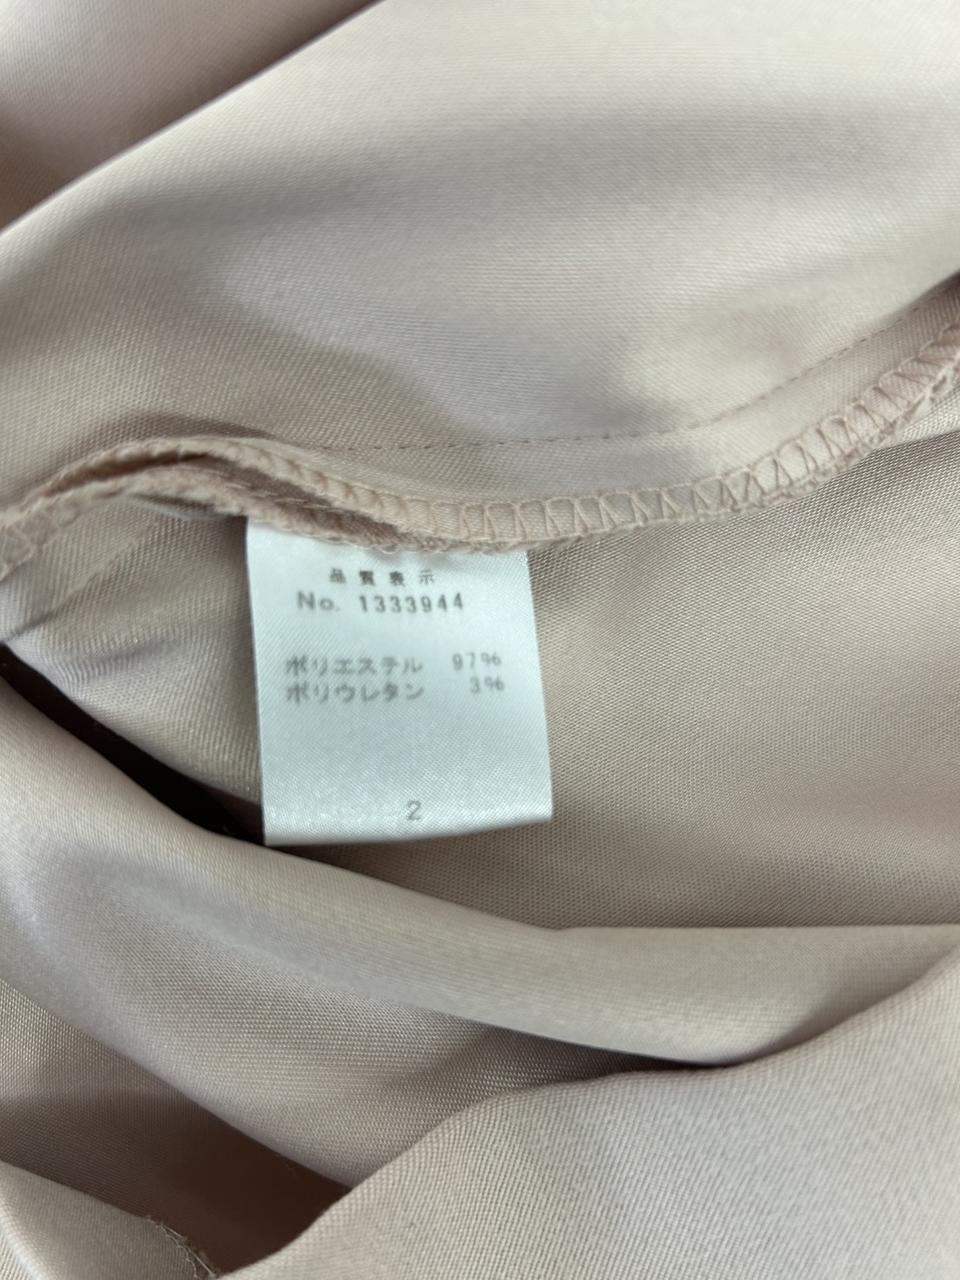 品質表示
No. 1333944
ポリエステル 97%
ポリウレタン 3%
2